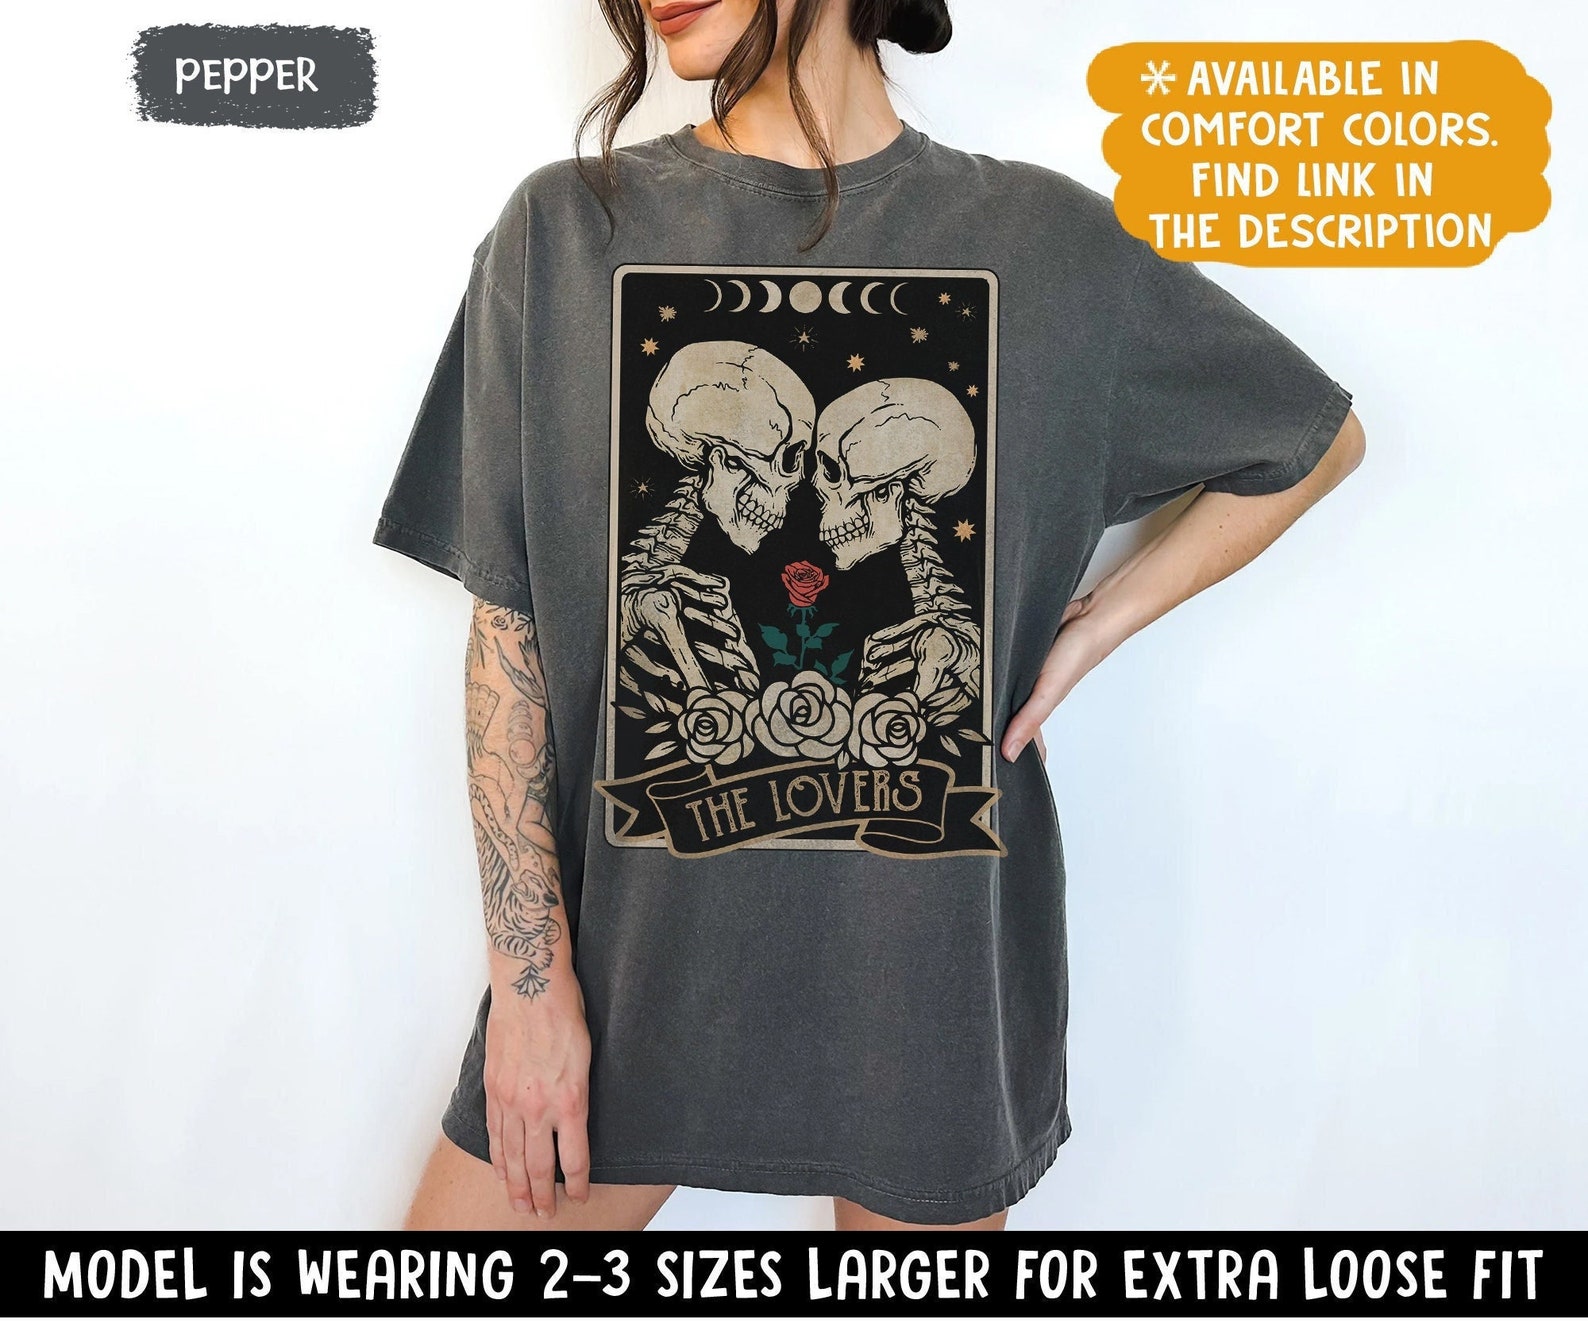 PEPPER
* AVAILABLE IN
COMFORT COLORS.
FIND LINK IN
THE DESCRIPTION
THE LOVERS
MODEL IS WEARING 2-3 SIZES LARGER FOR EXTRA LOOSE FIT